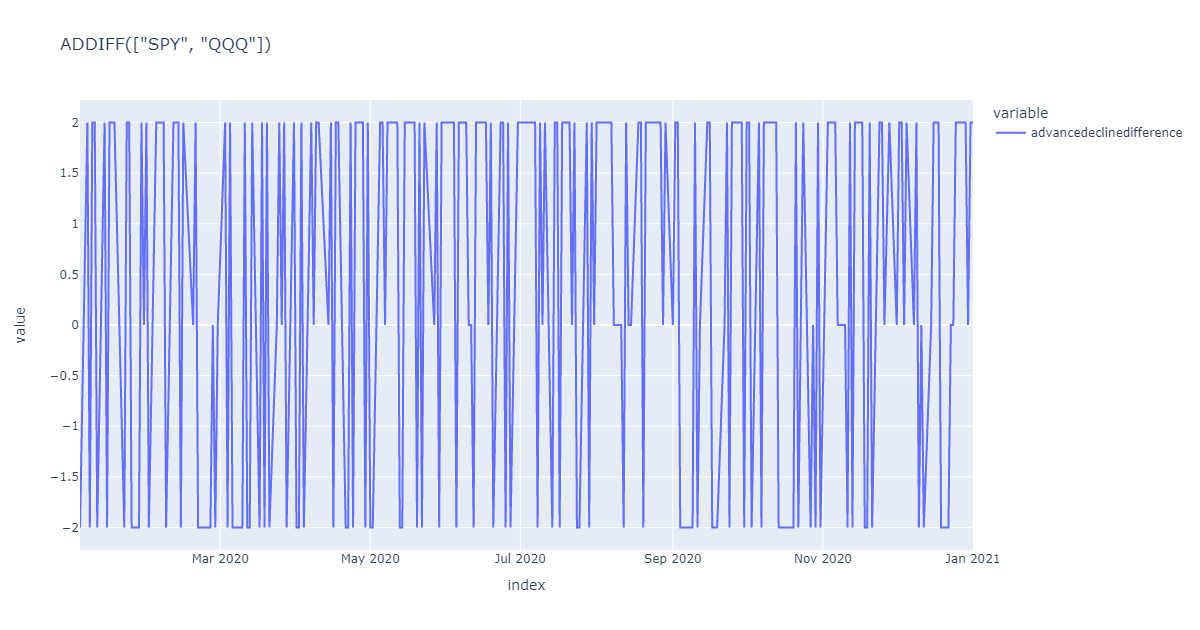 ADDIFF(["SPY", "QQQ"])
variable
advancedeclinedifference
2
1.5
1
0.5
0
−0.5
−1
−1.5
−2
value
Mar 2020
May 2020
Jul 2020
Sep 2020
Nov 2020
Jan 2021
index